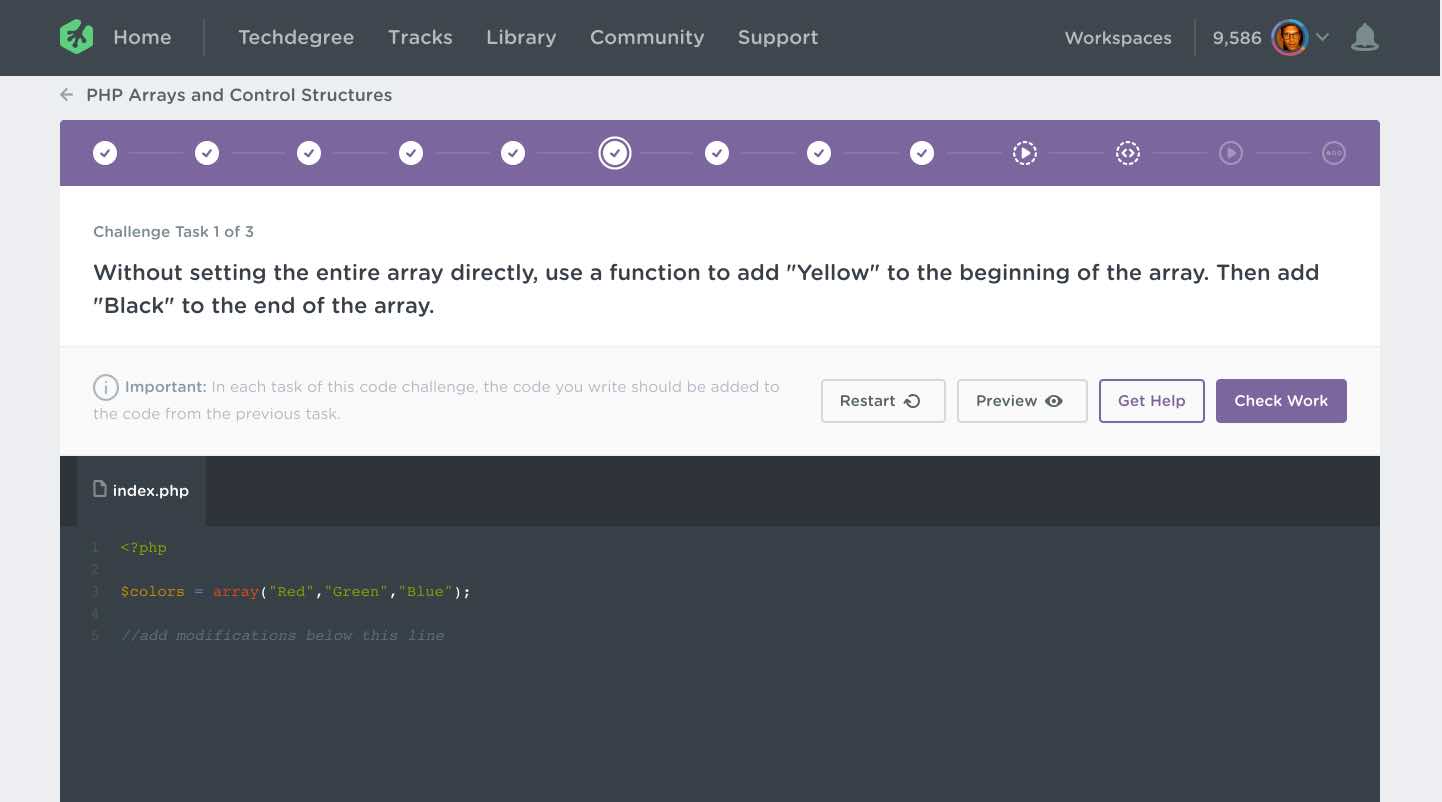 Home Techdegree Tracks Library Community Support Workspaces 9,586
PHP Arrays and Control Structures
Challenge Task 1 of 3
Without setting the entire array directly, use a function to add "Yellow" to the beginning of the array. Then add
"Black" to the end of the array.
Important: In each task of this code challenge, the code you write should be added to
the code from the previous task.
Restart Preview Get Help Check Work
index.php
1 <?php
2
3 $colors = array("Red","Green","Blue");
4
5 //add modifications below this line